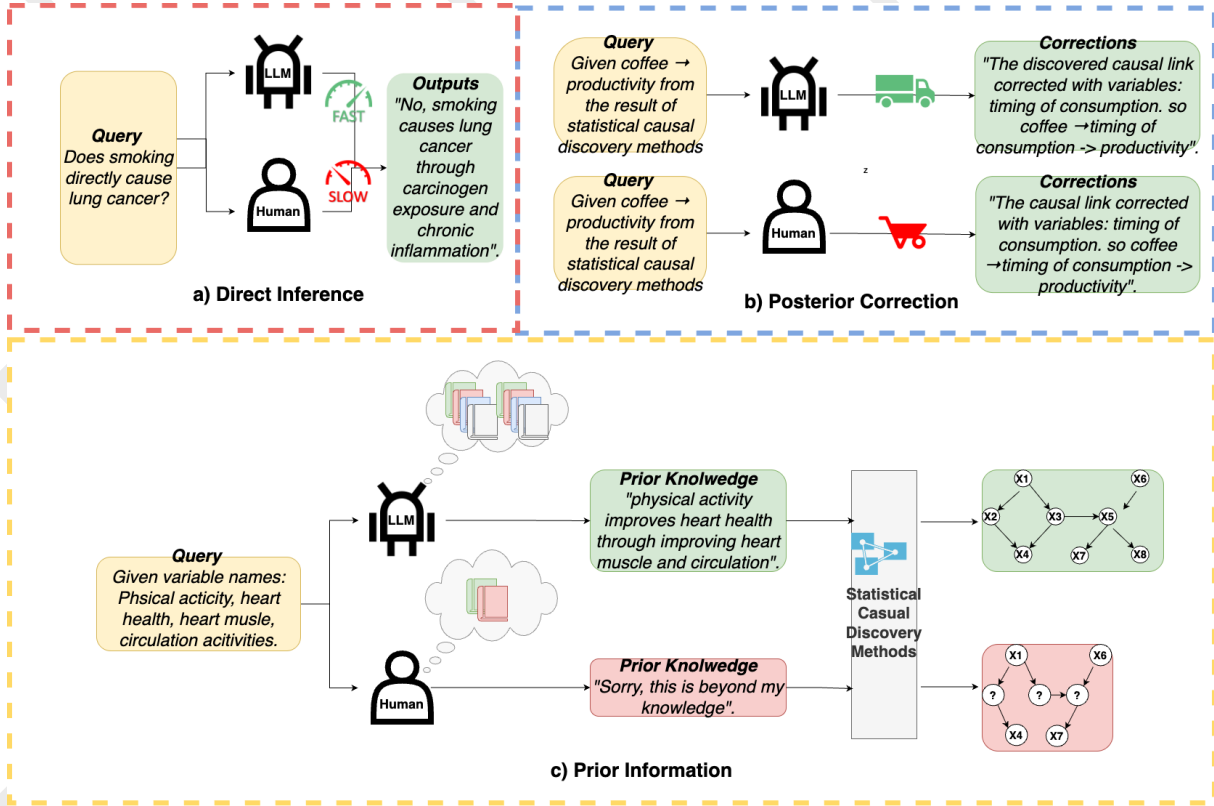 Query
Does smoking
directly cause
lung cancer?
LLM
FAST
Human
SLOW
Outputs
"No, smoking
causes lung
cancer
through
carcinogen
exposure and
chronic
inflammation".
a) Direct Inference
Query
Given coffee →
productivity from
the result of
statistical causal
discovery methods
LLM
Corrections
"The discovered causal link
corrected with variables:
timing of consumption. so
coffee →timing of
consumption -> productivity".
z
Query
Given coffee →
productivity from
the result of
statistical causal
discovery methods
Human
Corrections
"The causal link corrected
with variables: timing of
consumption. so coffee
→timing of consumption ->
productivity".
b) Posterior Correction
Query
Given variable names:
Phsical acticity, heart
health, heart musle,
circulation acitivities.
LLM
Prior Knolwedge
"physical activity
improves heart health
through improving heart
muscle and circulation".
Human
Prior Knolwedge
"Sorry, this is beyond my
knowledge".
Statistical
Casual
Discovery
Methods
X1
X6
X2
X3
X5
X4
X7
X8
X1
X6
?
?
?
X4
X7
c) Prior Information